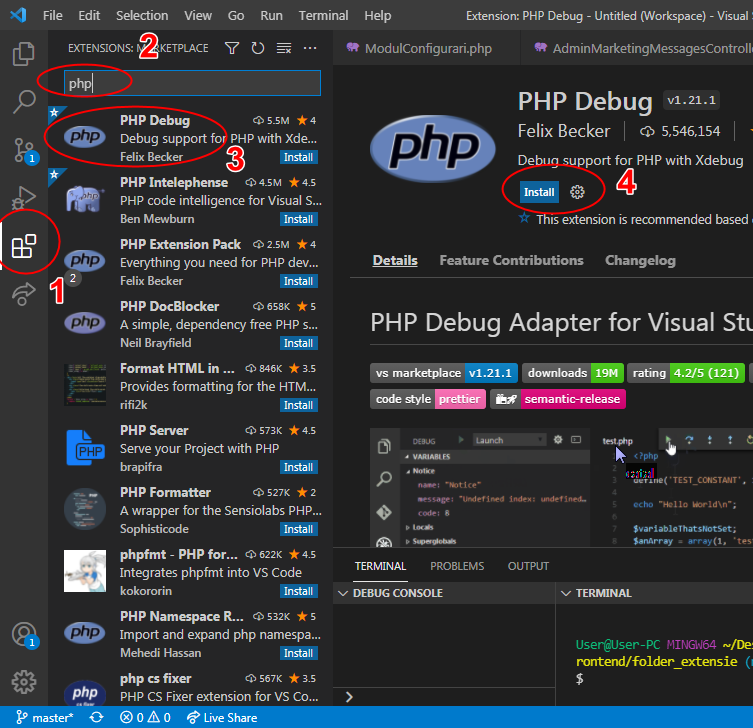 File Edit Selection View Go Run Terminal Help
Extension: PHP Debug - Untitled (Workspace) - Visual S
EXTENSIONS: MARKETPLACE
2
php
PHP Debug 5.5M 4
Debug support for PHP with Xde...
Felix Becker Install
3
PHP Intelephense 4.5M 4.5
PHP code intelligence for Visual S...
Ben Mewburn Install
PHP Extension Pack 2.5M 4
Everything you need for PHP dev...
Felix Becker Install
PHP DocBlocker 658K 5
A simple, dependency free PHP s...
Neil Brayfield Install
Format HTML in ... 846K 3.5
Provides formatting for the HTM...
rifi2k Install
PHP Server 573K 4.5
Serve your Project with PHP
brapifra Install
PHP Formatter 527K 2
A wrapper for the Sensiolabs PHP...
Sophisticode Install
phpfmt - PHP for... 622K 4.5
Integrates phpfmt into VS Code
kokororin Install
PHP Namespace R... 532K 5
Import and expand php namespa...
Mehedi Hassan Install
php cs fixer 567K 3.5
PHP CS Fixer extension for VS Co...
php
php
php
php
php
php
1
2
1
1
ModulConfigurari.php AdminMarketingMessagesControlle
php
PHP Debug v1.21.1
Felix Becker 5,546,154
Debug support for PHP with Xdebug
Install
4
This extension is recommended based
Details Feature Contributions Changelog
PHP Debug Adapter for Visual Stu
vs marketplace v1.21.1 downloads 19M rating 4.2/5 (121)
code style prettier semantic-release
DEBUG Launch
VARIABLES
Notice
name: "Notice"
message: "Undefined index: undefined...
code: 8
Locals
Superglobals
test.php
1 <?php
define('TEST_CONSTANT',
echo "Hello World\n";
$variableThatsNotSet;
$anArray = array(1, 'tes
TERMINAL PROBLEMS OUTPUT
DEBUG CONSOLE
TERMINAL
User@User-PC MINGW64 ~/Des
rontend/folder_extensie (
$
master* 0 0 Live Share